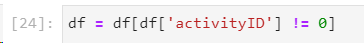 [24]: df = df[df['activityID'] != 0]